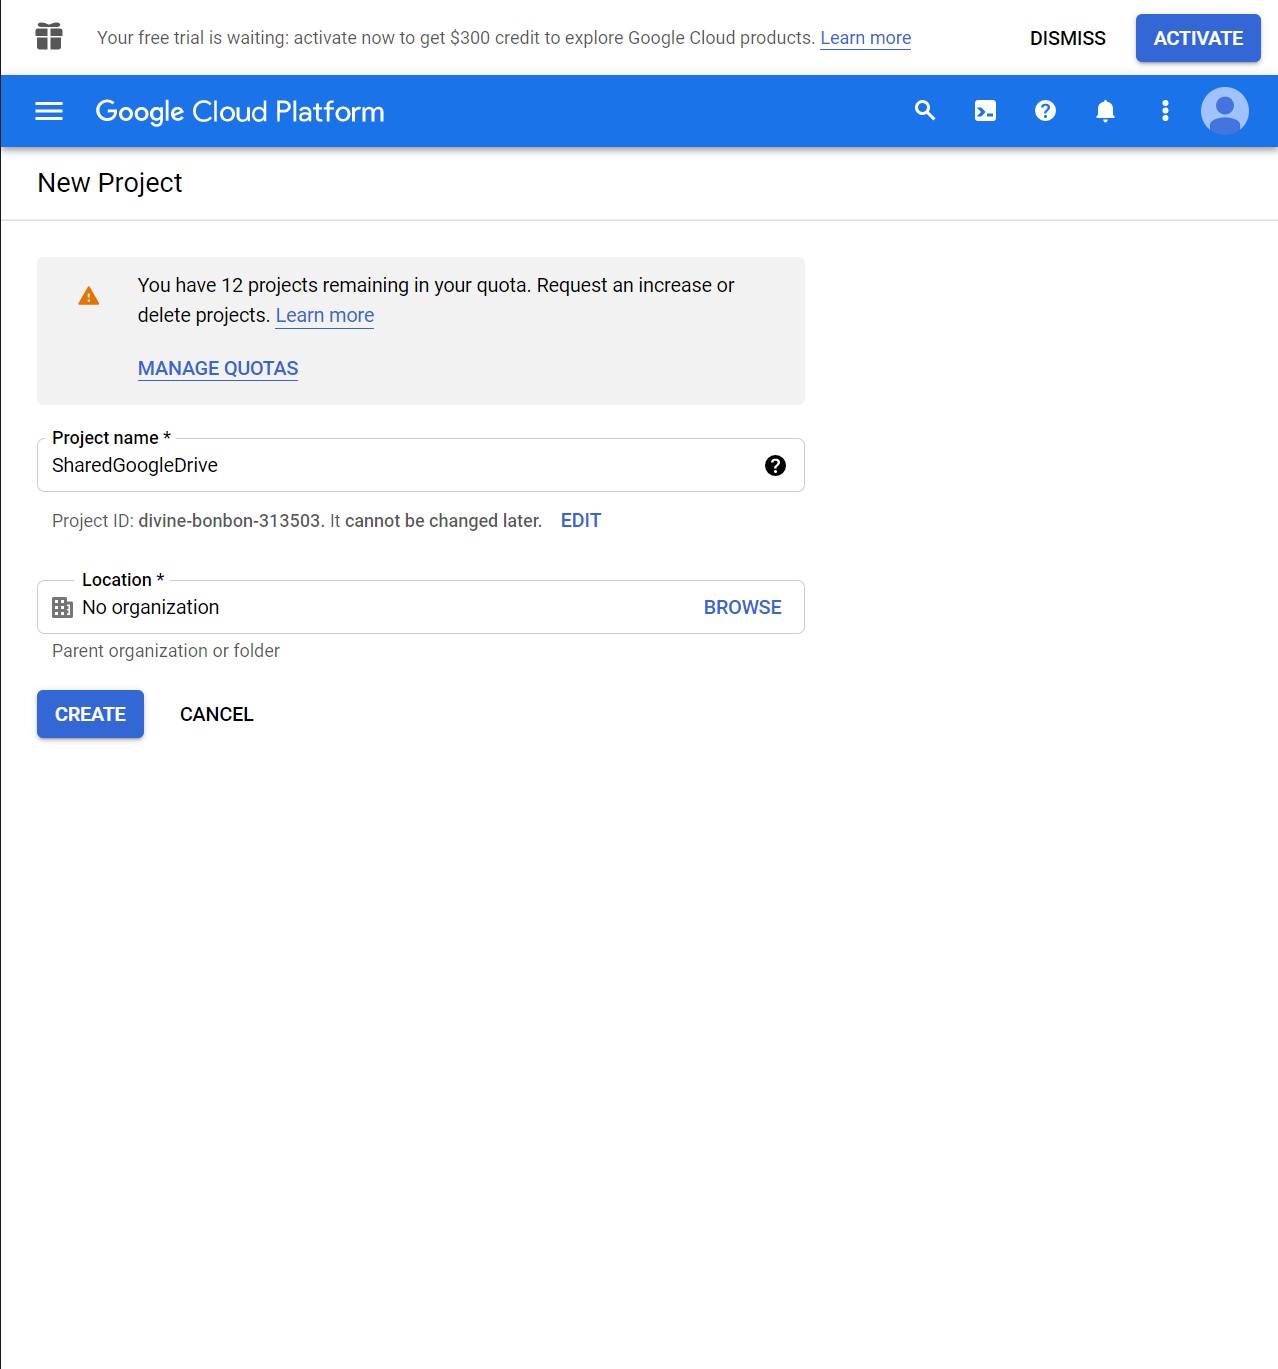 Your free trial is waiting: activate now to get $300 credit to explore Google Cloud products. Learn more
DISMISS
ACTIVATE
Google Cloud Platform
New Project
You have 12 projects remaining in your quota. Request an increase or
delete projects. Learn more
MANAGE QUOTAS
Project name *
SharedGoogleDrive
Project ID: divine-bonbon-313503. It cannot be changed later. EDIT
Location *
No organization
BROWSE
Parent organization or folder
CREATE
CANCEL